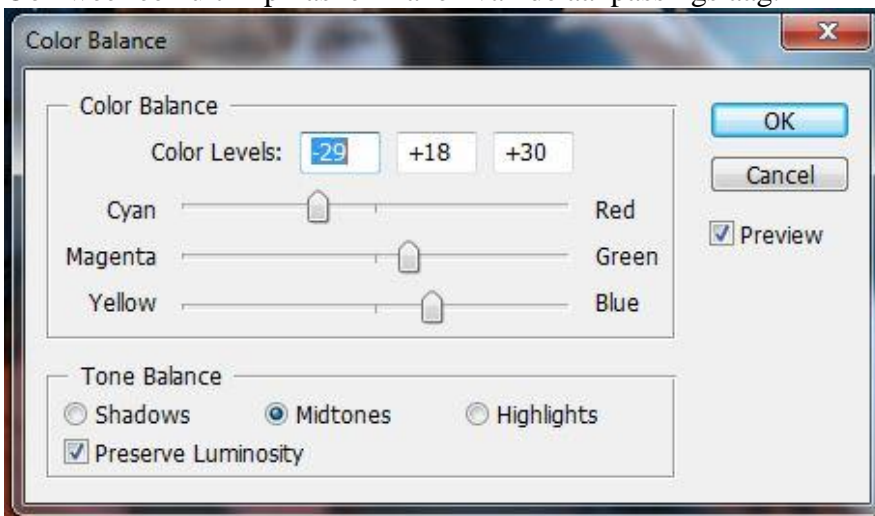 Color Balance
Color Balance
Color Levels: -29 +18 +30
Cyan Red
Magenta Green
Yellow Blue
OK
Cancel
Preview
Tone Balance
Shadows Midtones Highlights
Preserve Luminosity